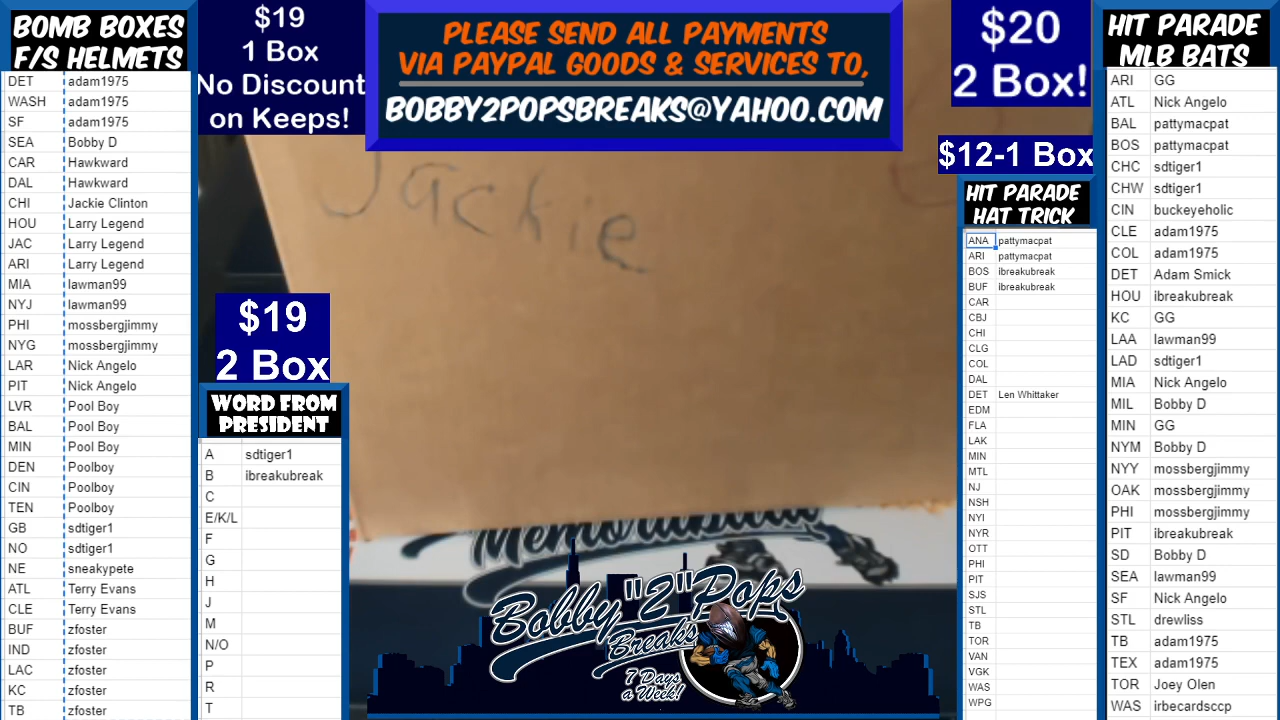 BOMB BOXES
F/S HELMETS
DET adam1975
WASH adam1975
SF adam1975
SEA Bobby D
CAR Hawkward
DAL Hawkward
CHI Jackie Clinton
HOU Larry Legend
JAC Larry Legend
ARI Larry Legend
MIA lawman99
NYJ lawman99
PHI mossbergjimmy
NYG mossbergjimmy
LAR Nick Angelo
PIT Nick Angelo
LVR Pool Boy
BAL Pool Boy
MIN Pool Boy
DEN Poolboy
CIN Poolboy
TEN Poolboy
GB sdtiger1
NO sdtiger1
NE sneakypete
ATL Terry Evans
CLE Terry Evans
BUF zfoster
IND zfoster
LAC zfoster
KC zfoster
TB zfoster
$19
1 Box
No Discount
on Keeps!
$19
2 Box
WORD FROM
PRESIDENT
A sdtiger1
B ibreakubreak
C
E/K/L
F
G
H
J
M
N/O
P
R
T
PLEASE SEND ALL PAYMENTS
VIA PAYPAL GOODS & SERVICES TO,
BOBBY2POPSBREAKS@YAHOO.COM
Jackie
Memorabilia
Bobby "2" Pops
Breaks
7 Days
a Week!
$20
2 Box!
$12-1 Box
HIT PARADE
HAT TRICK
ANA pattymacpat
ARI pattymacpat
BOS ibreakubreak
BUF ibreakubreak
CAR
CBJ
CHI
CLG
COL
DAL
DET Len Whittaker
EDM
FLA
LAK
MIN
MTL
NJ
NSH
NYI
NYR
OTT
PHI
PIT
SJS
STL
TB
TOR
VAN
VGK
WAS
WPG
HIT PARADE
MLB BATS
ARI GG
ATL Nick Angelo
BAL pattymacpat
BOS pattymacpat
CHC sdtiger1
CHW sdtiger1
CIN buckeyeholic
CLE adam1975
COL adam1975
DET Adam Smick
HOU ibreakubreak
KC GG
LAA lawman99
LAD sdtiger1
MIA Nick Angelo
MIL Bobby D
MIN GG
NYM Bobby D
NYY mossbergjimmy
OAK mossbergjimmy
PHI mossbergjimmy
PIT ibreakubreak
SD Bobby D
SEA lawman99
SF Nick Angelo
STL drewliss
TB adam1975
TEX adam1975
TOR Joey Olen
WAS irbecardsccp